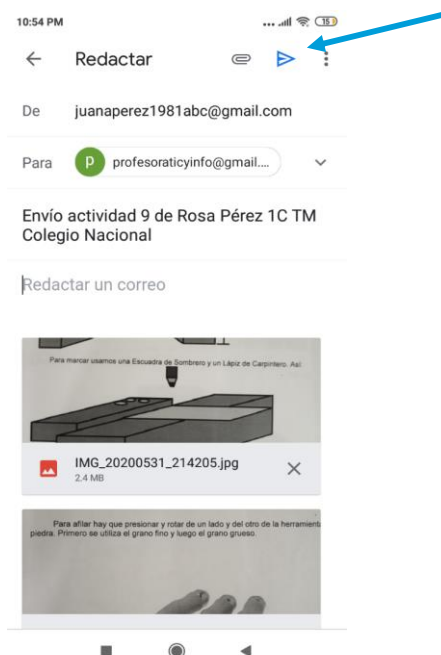 10:54 PM
15
Redactar
De juanaperez1981abc@gmail.com
Para p profesoraticyinfo@gmail....
Envío actividad 9 de Rosa Pérez 1C TM
Colegio Nacional
Redactar un correo
Para marcar usamos una Escuadra de Sombrero y un Lápiz de Carpintero. Así:
IMG_20200531_214205.jpg
2.4 MB
Para afilar hay que presionar y rotar de un lado y del otro de la herramient
piedra. Primero se utiliza el grano fino y luego el grano grueso.